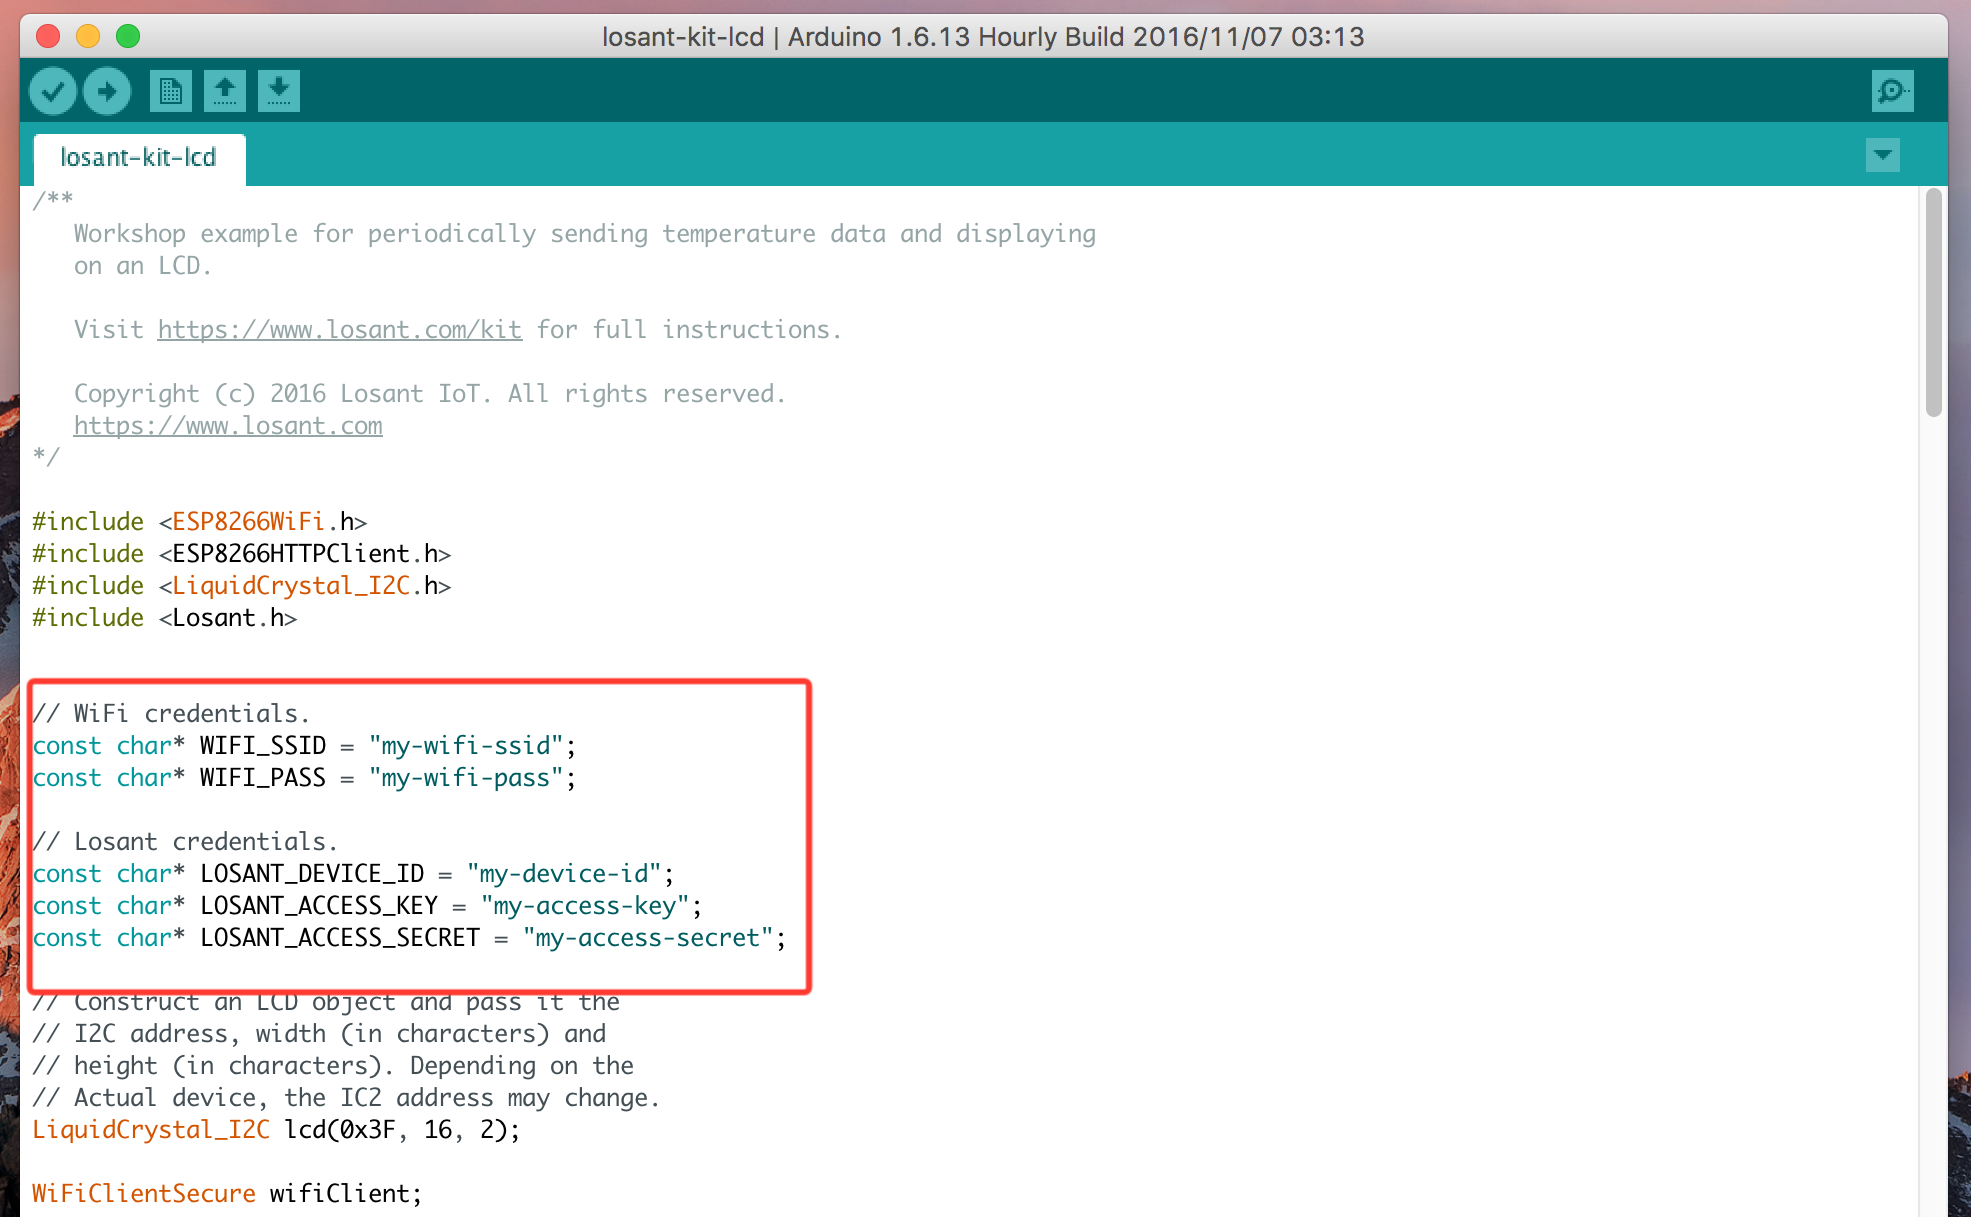 losant-kit-lcd | Arduino 1.6.13 Hourly Build 2016/11/07 03:13
losant-kit-lcd
/**
Workshop example for periodically sending temperature data and displaying
on an LCD.
Visit https://www.losant.com/kit for full instructions.
Copyright (c) 2016 Losant IoT. All rights reserved.
https://www.losant.com
*/
#include <ESP8266WiFi.h>
#include <ESP8266HTTPClient.h>
#include <LiquidCrystal_I2C.h>
#include <Losant.h>
// WiFi credentials.
const char* WIFI_SSID = "my-wifi-ssid";
const char* WIFI_PASS = "my-wifi-pass";
// Losant credentials.
const char* LOSANT_DEVICE_ID = "my-device-id";
const char* LOSANT_ACCESS_KEY = "my-access-key";
const char* LOSANT_ACCESS_SECRET = "my-access-secret";
// Construct an LCD object and pass it the
// I2C address, width (in characters) and
// height (in characters). Depending on the
// Actual device, the IC2 address may change.
LiquidCrystal_I2C lcd(0x3F, 16, 2);
WiFiClientSecure wifiClient;